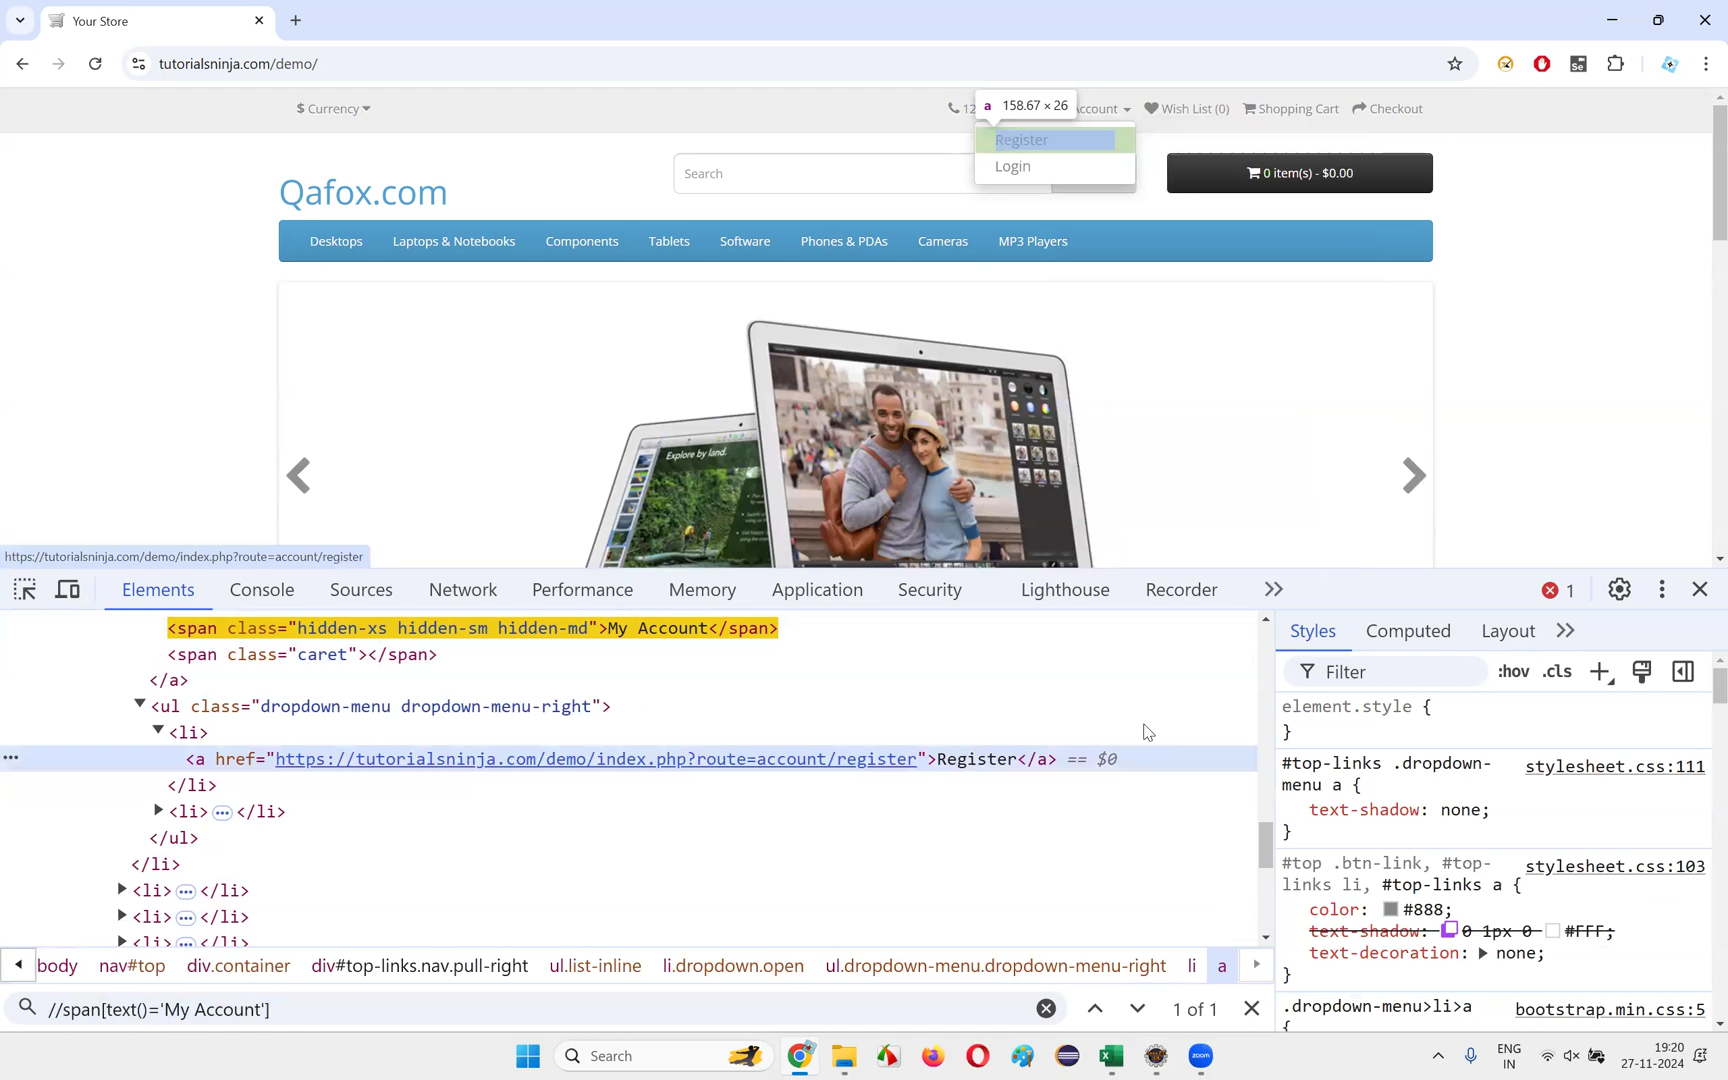 Your Store
tutorialsninja.com/demo/
$ Currency
12
a 158.67 × 26
ccount
Wish List (0)
Shopping Cart
Checkout
Register
Login
Qafox.com
Search
0 item(s) - $0.00
Desktops
Laptops & Notebooks
Components
Tablets
Software
Phones & PDAs
Cameras
MP3 Players
Explore by land.
https://tutorialsninja.com/demo/index.php?route=account/register
Elements
Console
Sources
Network
Performance
Memory
Application
Security
Lighthouse
Recorder
1
<span class="hidden-xs hidden-sm hidden-md">My Account</span>
<span class="caret"></span>
</a>
<ul class="dropdown-menu dropdown-menu-right">
<li>
<a href="https://tutorialsninja.com/demo/index.php?route=account/register">Register</a> == $0
</li>
<li>…</li>
</ul>
</li>
<li>…</li>
<li>…</li>
<li>…</li>
Styles
Computed
Layout
Filter
:hov
.cls
element.style {
}
#top-links .dropdown-menu a {
stylesheet.css:111
text-shadow: none;
}
#top .btn-link, #top-links li, #top-links a {
stylesheet.css:103
color: #888;
text-shadow: 0 1px 0 #FFF;
text-decoration: none;
}
.dropdown-menu>li>a
bootstrap.min.css:5
{
body
nav#top
div.container
div#top-links.nav.pull-right
ul.list-inline
li.dropdown.open
ul.dropdown-menu.dropdown-menu-right
li
a
//span[text()='My Account']
1 of 1
Search
Se
zoom
ENG
IN
19:20
27-11-2024